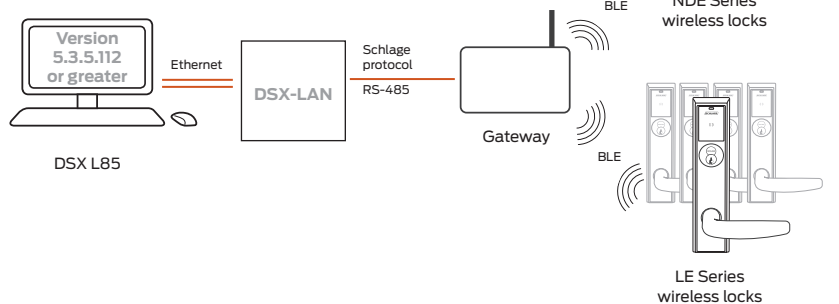 BLE
NDE Series
wireless locks
Version
5.3.5.112
or greater
Ethernet
DSX-LAN
Schlage
protocol
RS-485
Gateway
DSX L85
BLE
LE Series
wireless locks